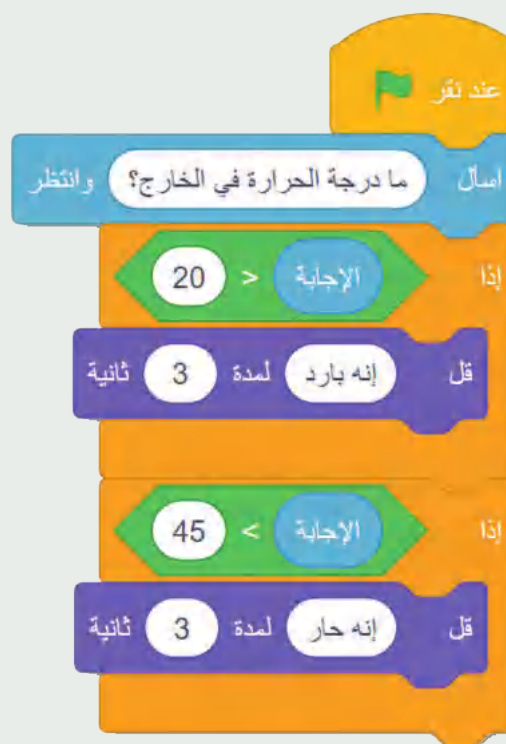 عند نقر
اسأل ما درجة الحرارة في الخارج؟ وانتظر
إذا الإجابة < 20
قل إنه بارد لمدة 3 ثانية
إذا الإجابة > 45
قل إنه حار لمدة 3 ثانية